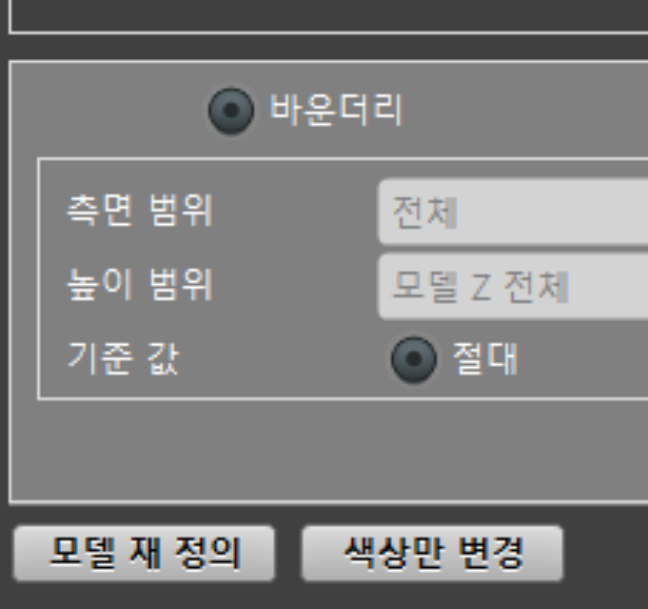 바운더리
측면 범위 전체
높이 범위 모델 Z 전체
기준 값 절대
모델 재 정의 색상만 변경